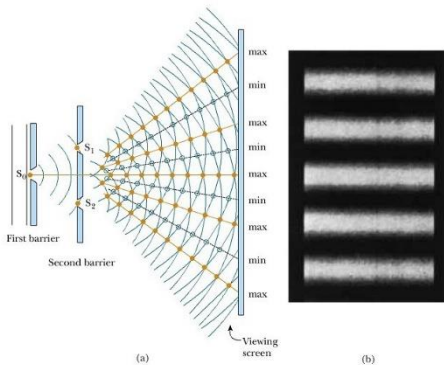 max
min
max
min
max
min
max
min
max
S₀
S₁
S₂
First barrier
Second barrier
Viewing
screen
(a)
(b)